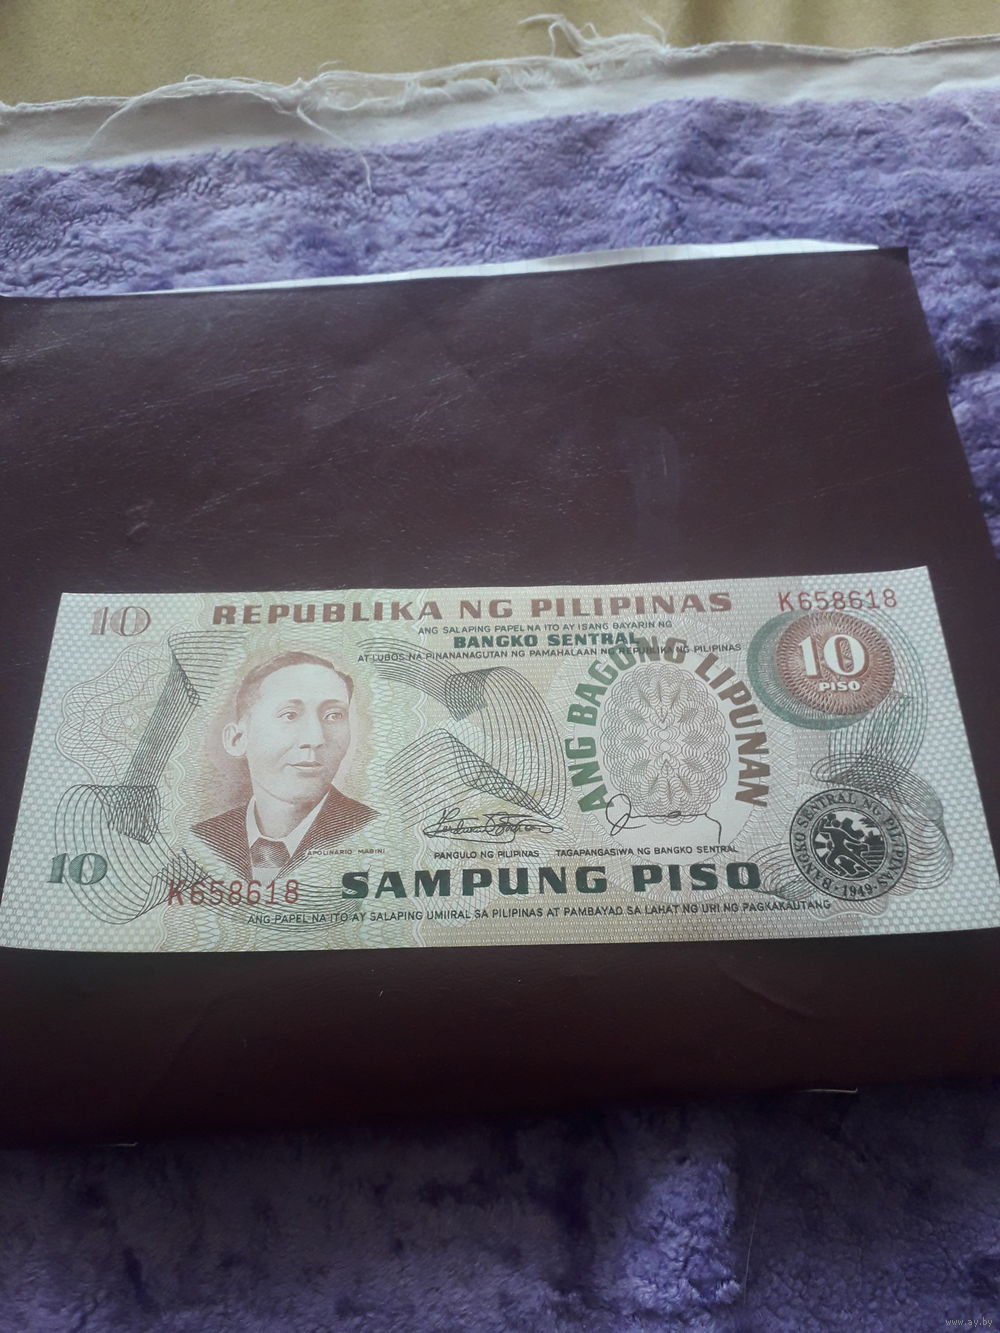 10
REPUBLIKA NG PILIPINAS
K658618
ANG SALAPING PAPEL NA ITO AY ISANG BAYARIN NG
BANGKO SENTRAL
AT LUBOS NA PINANANAGUTAN NG PAMAHALAAN NG REPUBLIKA NG PILIPINAS
10
PISO
ANG BAGONG LIPUNAN
APOLINARIO MABINI
PANGULO NG PILIPINAS
TAGAPANGASIWA NG BANGKO SENTRAL
BANGKO SENTRAL NG PILIPINAS
·1949·
10
K658618
SAMPUNG PISO
ANG PAPEL NA ITO AY SALAPING UMIIRAL SA PILIPINAS AT PAMBAYAD SA LAHAT NG URI NG PAGKAKAUTANG
www.ay.by